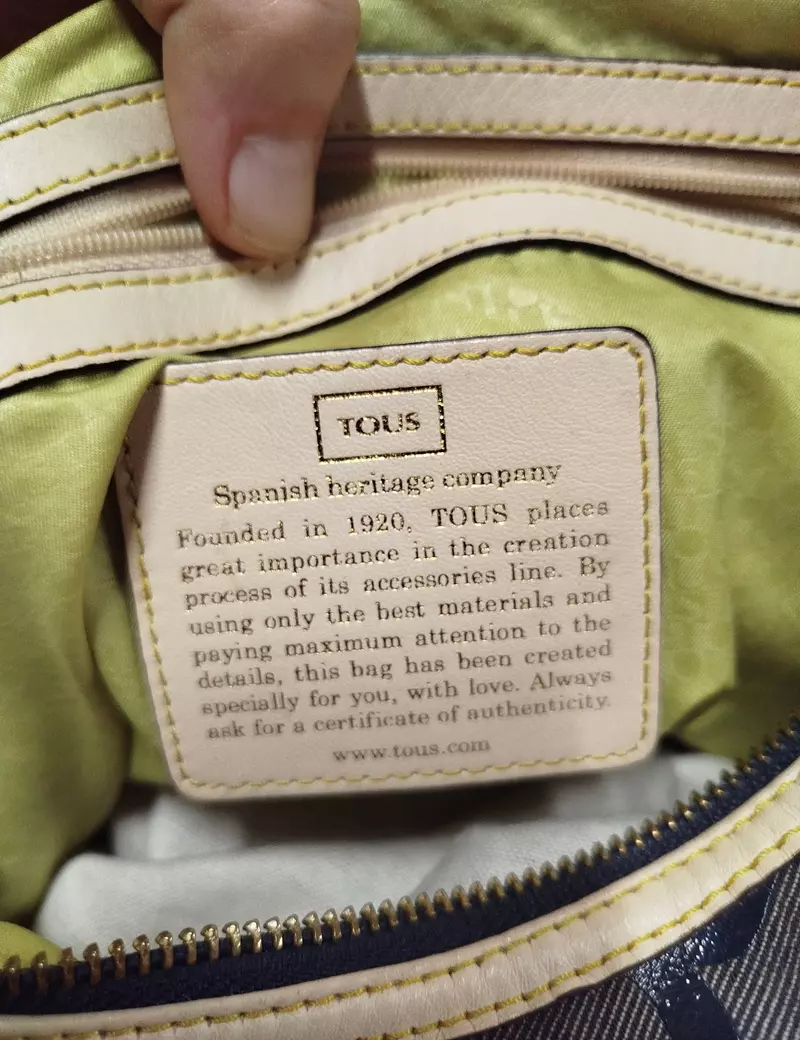 TOUS
Spanish heritage company
Founded in 1920, TOUS places
great importance in the creation
process of its accessories line. By
using only the best materials and
paying maximum attention to the
details, this bag has been created
specially for you, with love. Always
ask for a certificate of authenticity.
www.tous.com